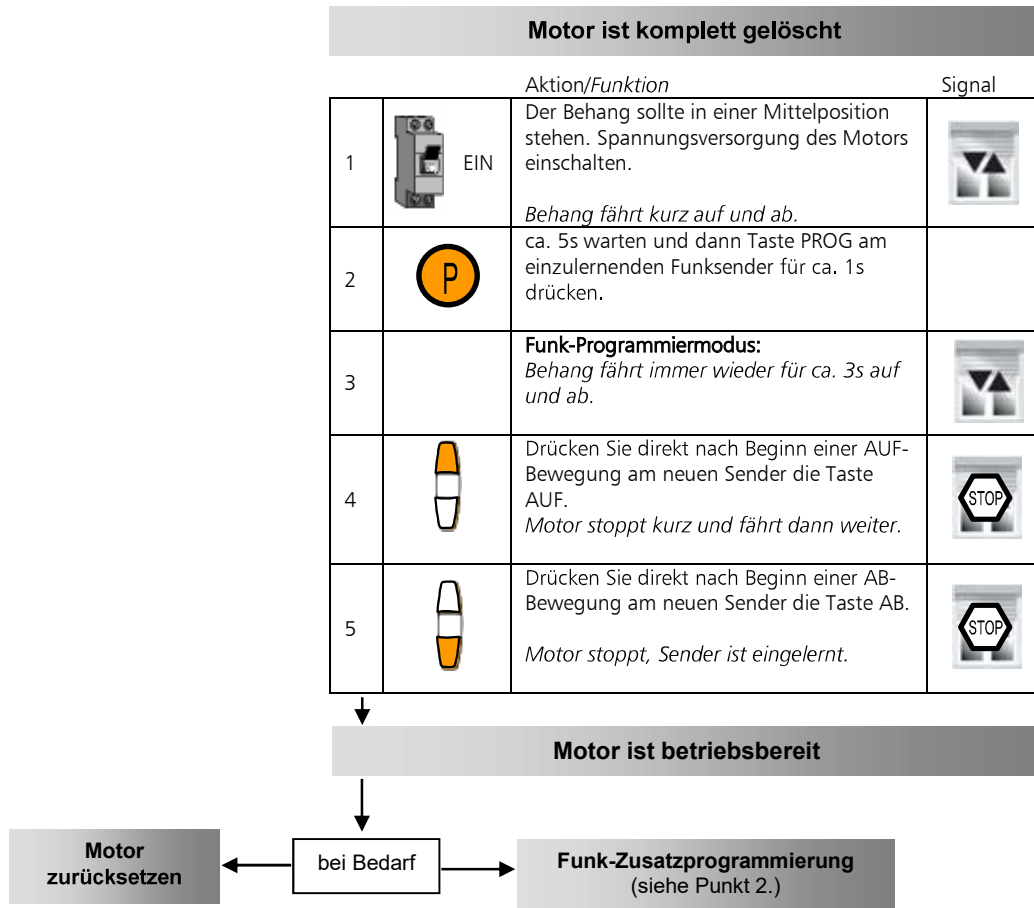 Motor ist komplett gelöscht
Aktion/Funktion
Signal
1
EIN
Der Behang sollte in einer Mittelposition
stehen. Spannungsversorgung des Motors
einschalten.
Behang fährt kurz auf und ab.
2
P
ca. 5s warten und dann Taste PROG am
einzulernenden Funksender für ca. 1s
drücken.
3
Funk-Programmiermodus:
Behang fährt immer wieder für ca. 3s auf
und ab.
4
Drücken Sie direkt nach Beginn einer AUF-
Bewegung am neuen Sender die Taste
AUF.
Motor stoppt kurz und fährt dann weiter.
STOP
5
Drücken Sie direkt nach Beginn einer AB-
Bewegung am neuen Sender die Taste AB.
Motor stoppt, Sender ist eingelernt.
STOP
Motor ist betriebsbereit
Motor
zurücksetzen
bei Bedarf
Funk-Zusatzprogrammierung
(siehe Punkt 2.)